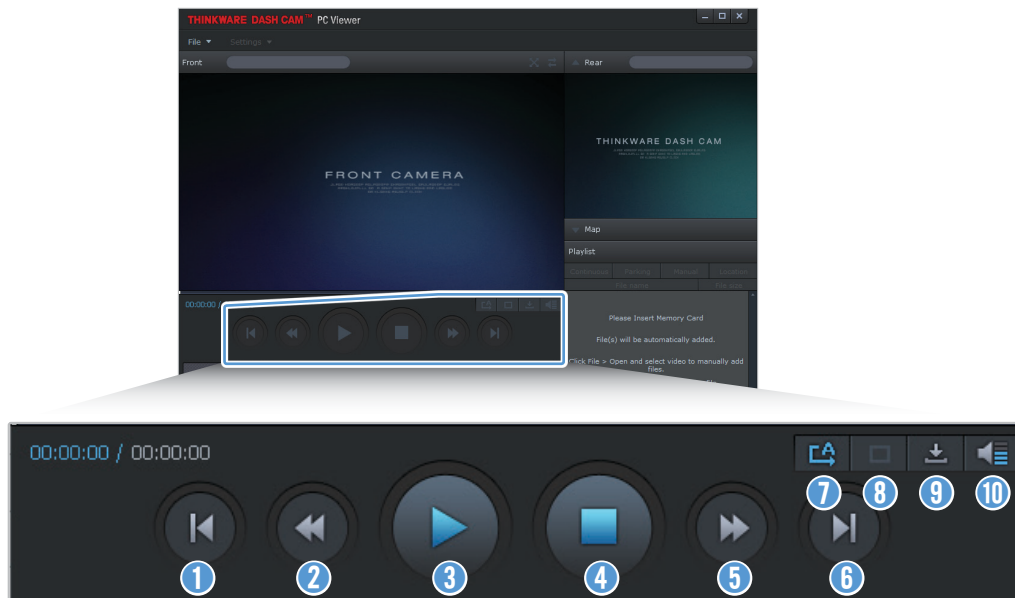 THINKWARE DASH CAM™ PC Viewer
File Settings
Front Rear
FRONT CAMERA
THINKWARE DASH CAM
Map
Playlist
Continuous Parking Manual Location
File name File size
00:00:00 /
Please Insert Memory Card
File(s) will be automatically added.
Click File > Open and select video to manually add
files.
00:00:00 / 00:00:00
A
7 8 9 10
1 2 3 4 5 6